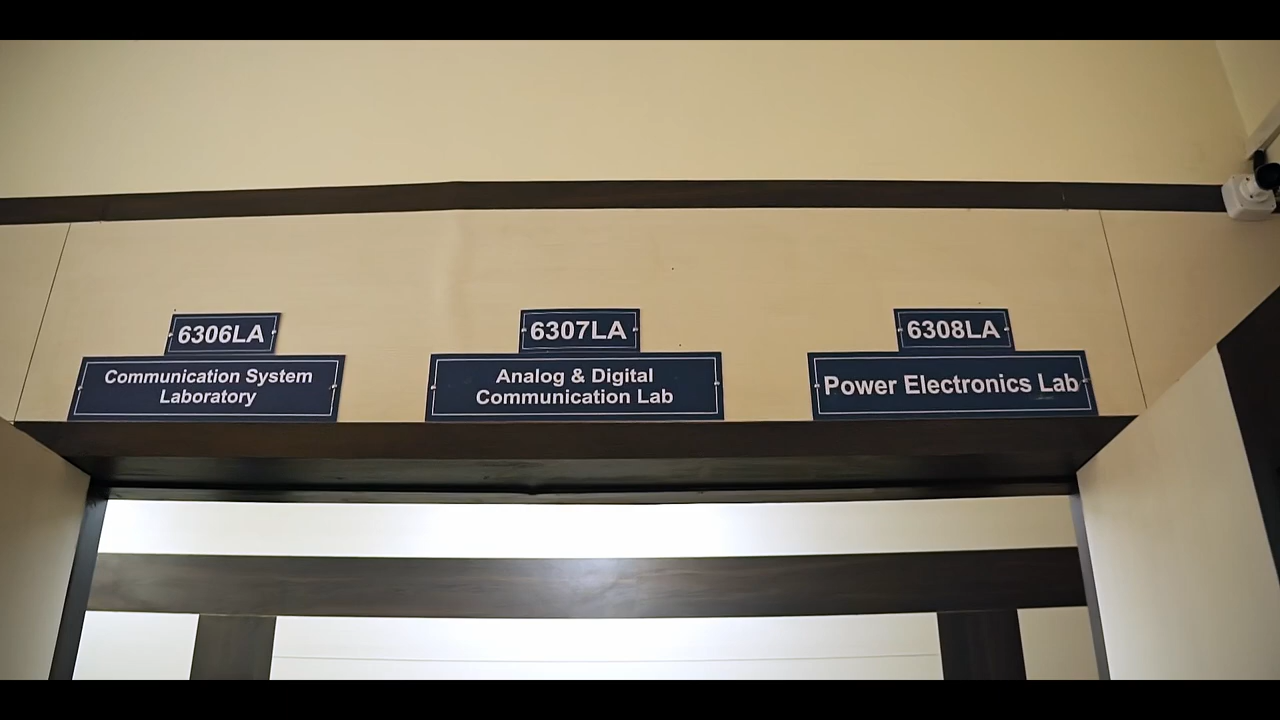 6306LA
Communication System
Laboratory
6307LA
Analog & Digital
Communication Lab
6308LA
Power Electronics Lab